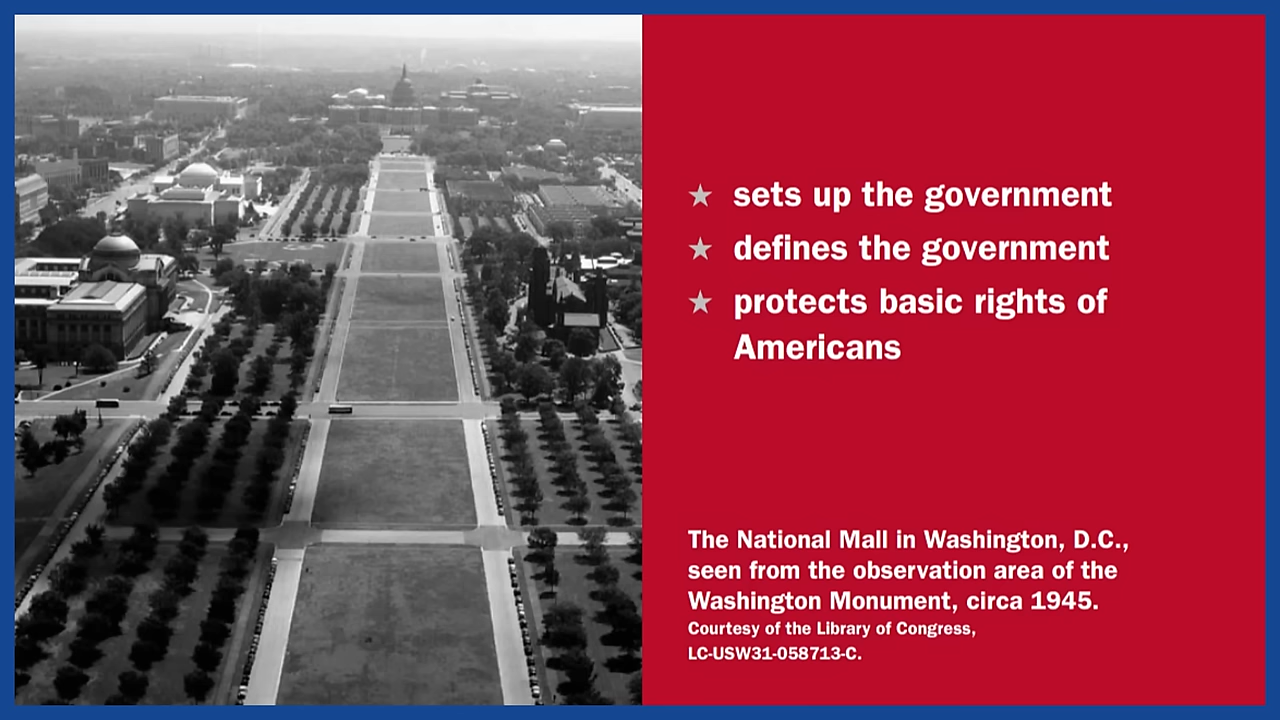 ★ sets up the government
★ defines the government
★ protects basic rights of
Americans
The National Mall in Washington, D.C.,
seen from the observation area of the
Washington Monument, circa 1945.
Courtesy of the Library of Congress,
LC-USW31-058713-C.